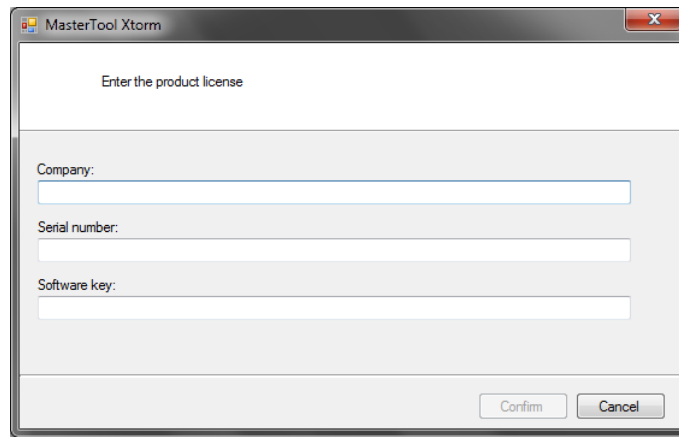 MasterTool Xtorm
Enter the product license
Company:
Serial number:
Software key:
Confirm
Cancel